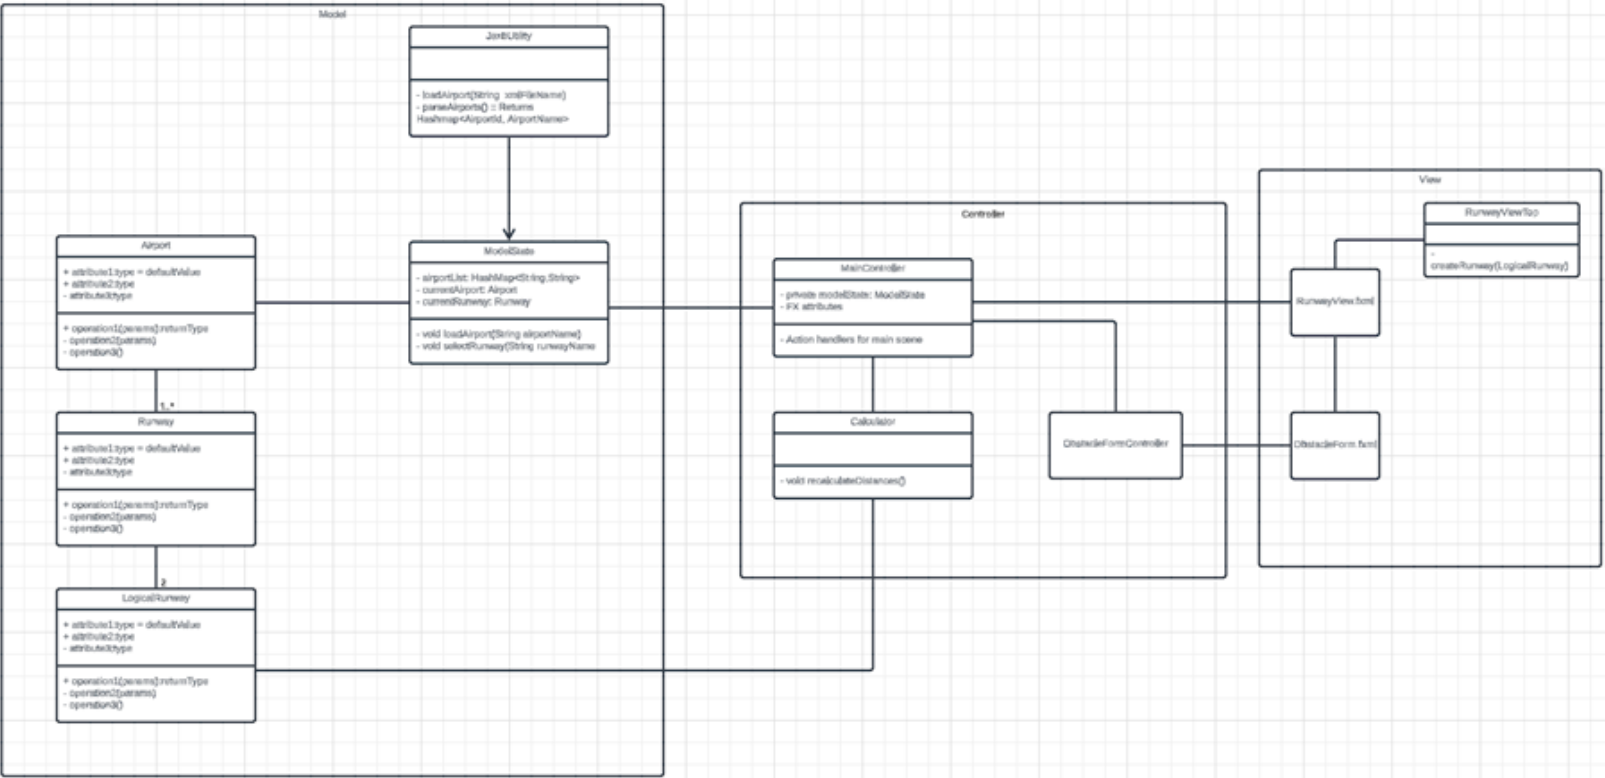 Model
JaxbUtility
- loadAirport(String xmlFileName)
- parseAirports() :: Returns
Hashmap<AirportId, AirportName>
Airport
+ attribute1:type = defaultValue
+ attribute2:type
- attribute3:type
+ operation1(params):returnType
- operation2(params)
- operation3()
ModelState
- airportList: HashMap<String,String>
- currentAirport: Airport
- currentRunway: Runway
- void loadAirport(String airportName)
- void selectRunway(String runwayName
1..*
Runway
+ attribute1:type = defaultValue
+ attribute2:type
- attribute3:type
+ operation1(params):returnType
- operation2(params)
- operation3()
2
LogicalRunway
+ attribute1:type = defaultValue
+ attribute2:type
- attribute3:type
+ operation1(params):returnType
- operation2(params)
- operation3()
Controller
MainController
- private modelState: ModelState
- FX attributes
- Action handlers for main scene
Calculator
- void recalculateDistances()
ObstacleFormController
View
RunwayViewTop
-
createRunway(LogicalRunway)
RunwayView.fxml
ObstacleForm.fxml